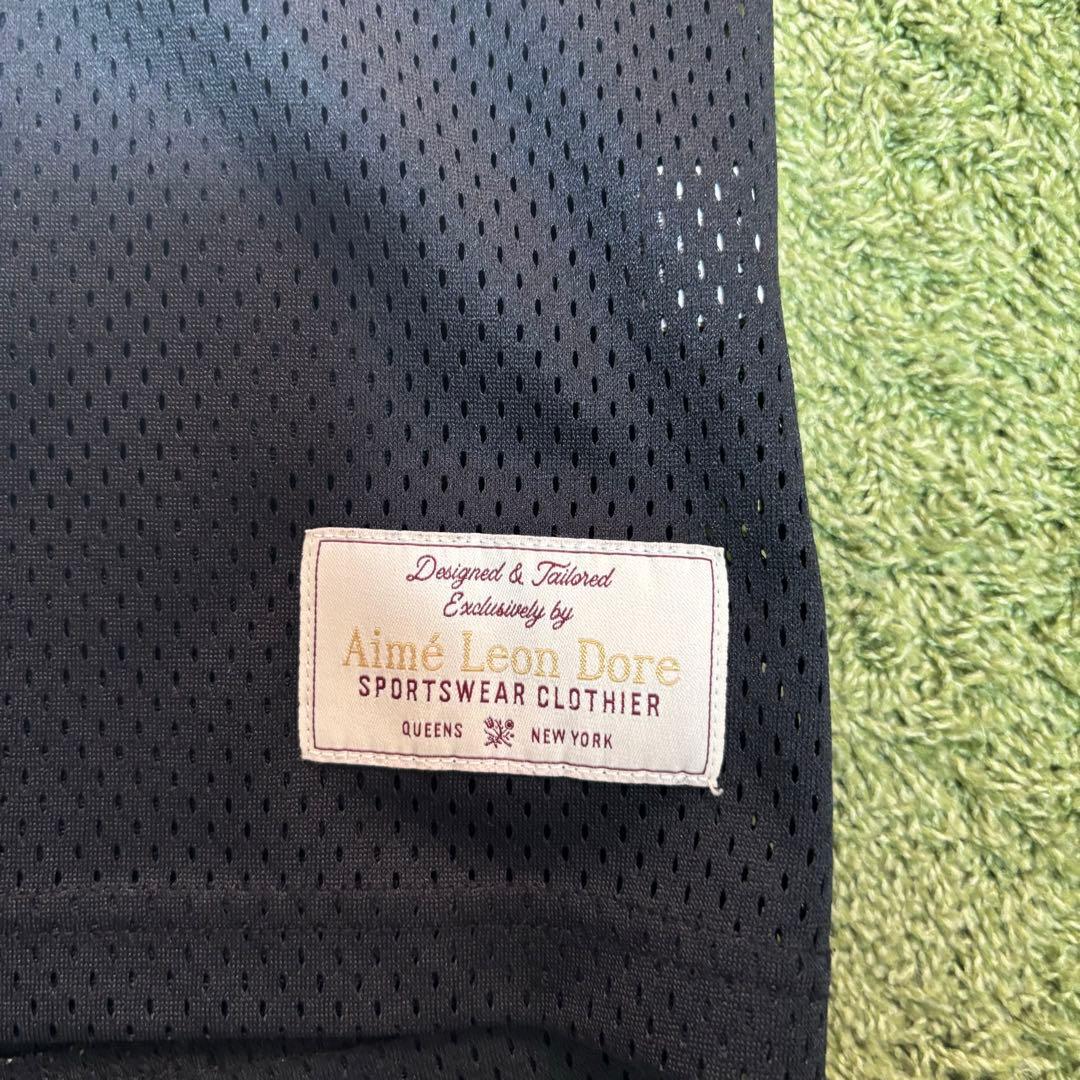 Designed & Tailored
Exclusively by
Aimé Leon Dore
SPORTSWEAR CLOTHIER
QUEENS NEW YORK